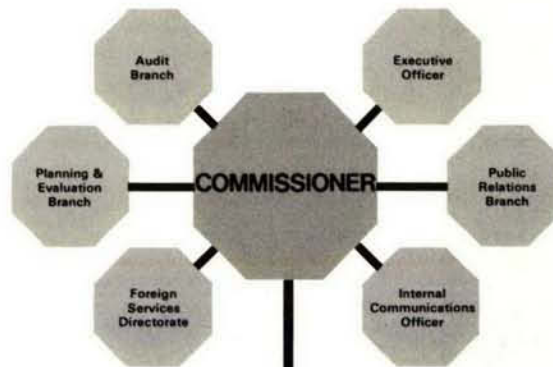 Audit
Branch
Executive
Officer
Planning &
Evaluation
Branch
COMMISSIONER
Public
Relations
Branch
Foreign
Services
Directorate
Internal
Communications
Officer